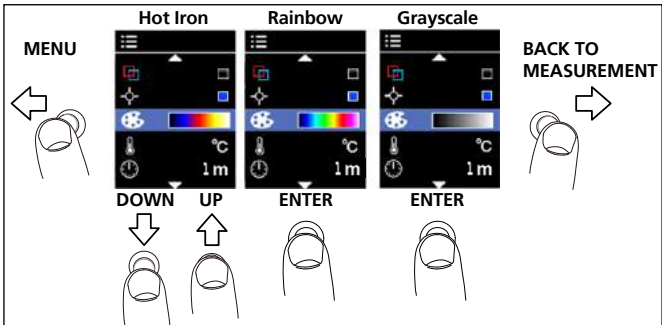 Hot Iron
Rainbow
Grayscale
MENU
BACK TO
MEASUREMENT
°C
1m
°C
1m
°C
1m
DOWN
UP
ENTER
ENTER